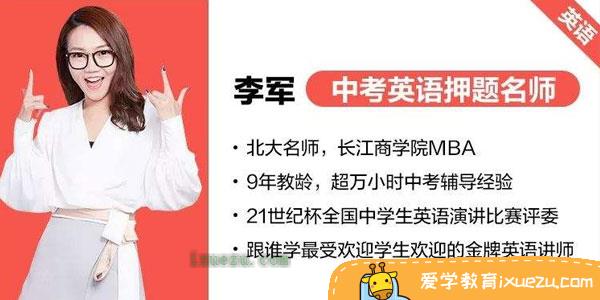 英语
李军 中考英语押题名师
· 北大名师，长江商学院MBA
· 9年教龄，超万小时中考辅导经验
· 21世纪杯全国中学生英语演讲比赛评委
· 跟谁学最受欢迎学生欢迎的金牌英语讲师
ixuezu.com
爱学教育ixuezu.com